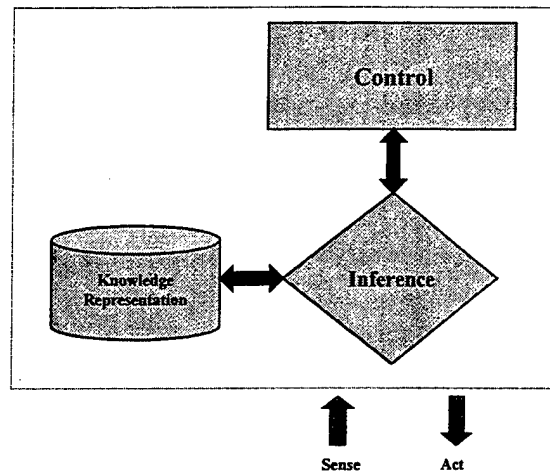 Control
Knowledge
Representation
Inference
Sense
Act